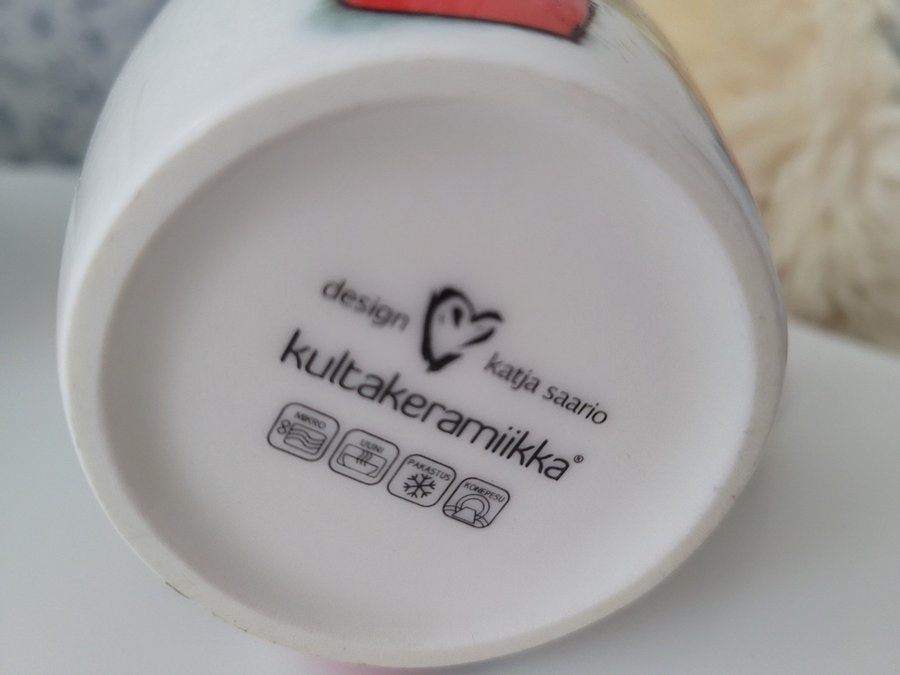 design katja saario
kultakeramiikka®
MIKRO UUNI PAKASTUS KONEPESU